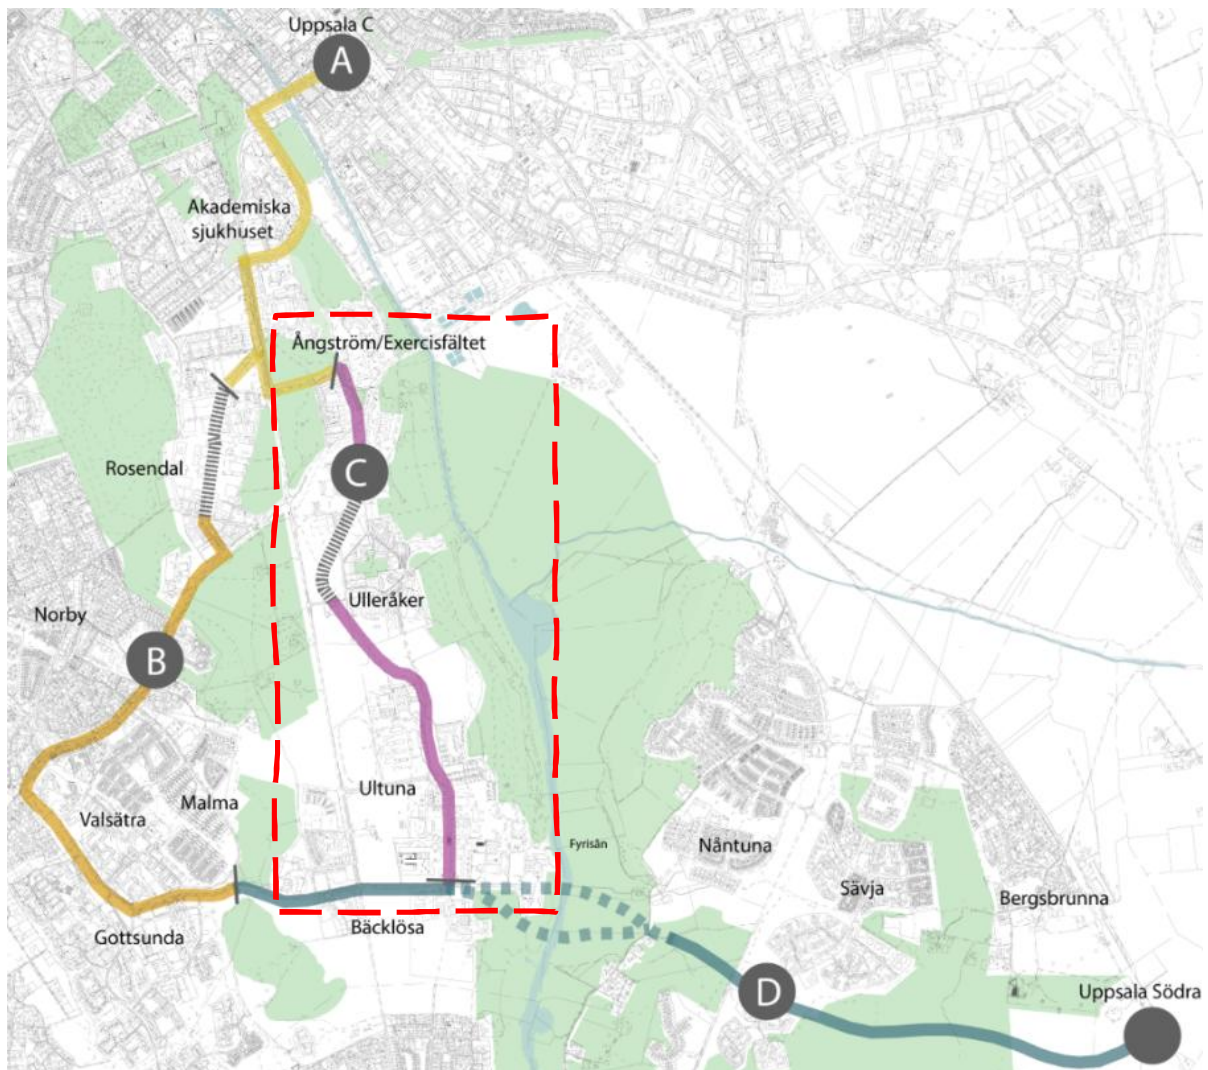 Uppsala C
A
Akademiska
sjukhuset
Ångström/Exercisfältet
Rosendal
C
Ulleråker
Norby
B
Ultuna
Malma
Valsätra
Fyrisån
Nåntuna
Sävja
Bergsbrunna
Bäcklösa
Gottsunda
D
Uppsala Södra